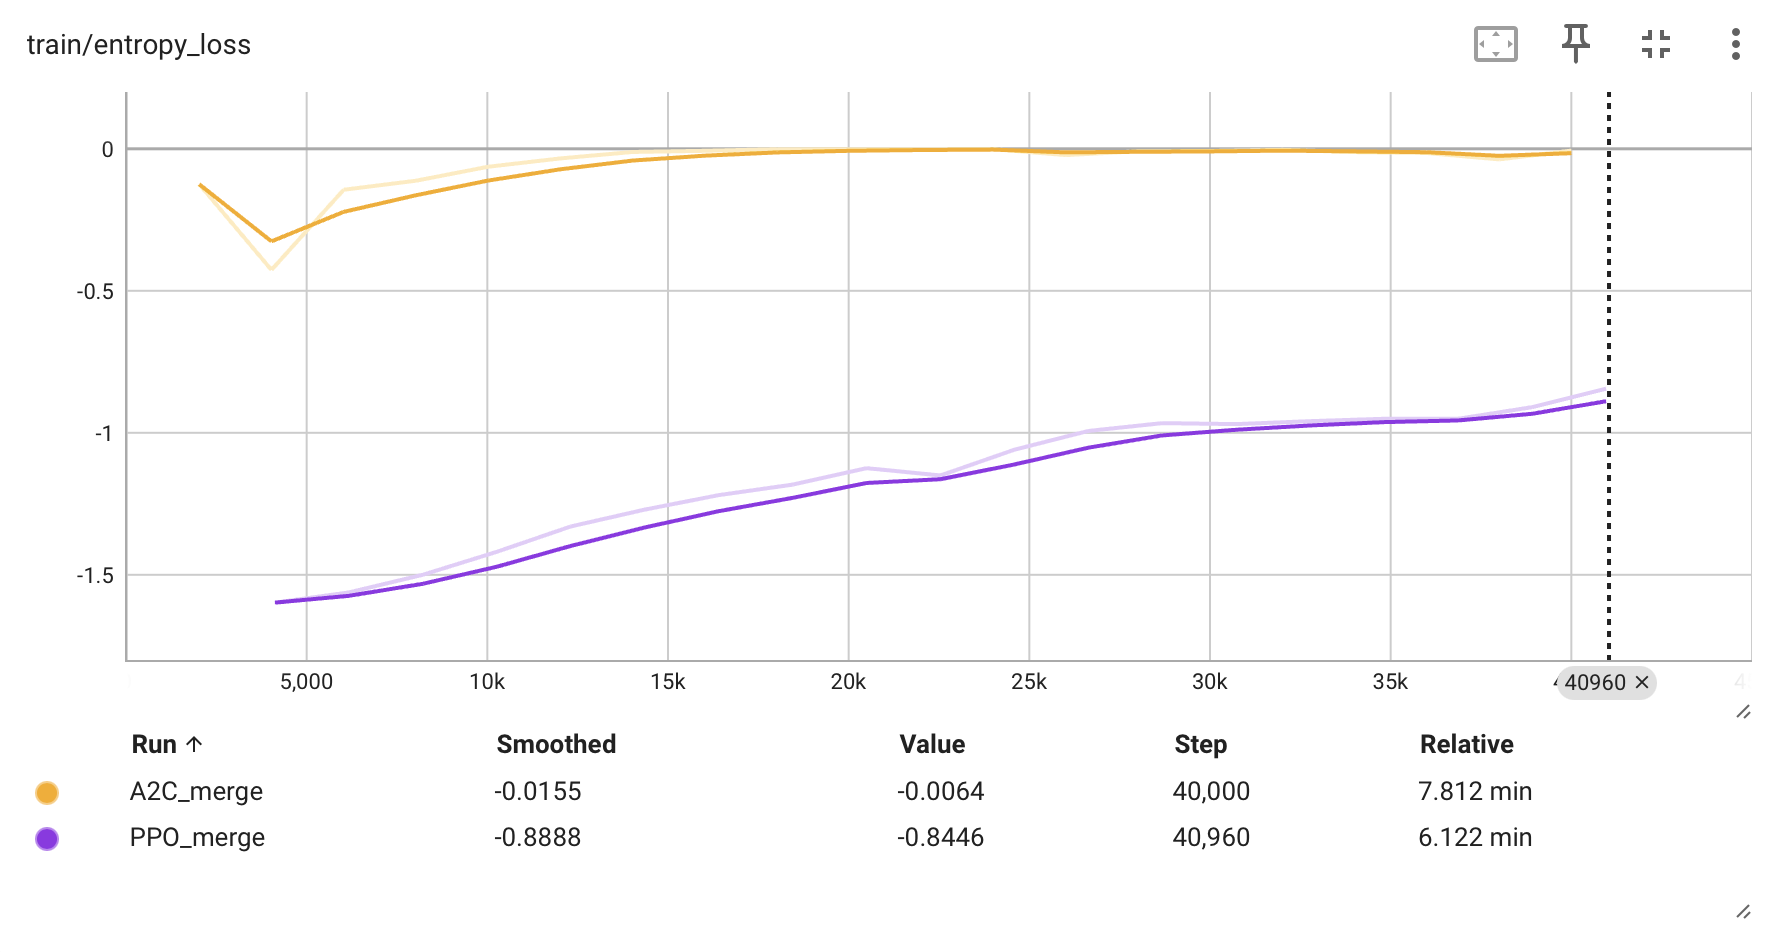 train/entropy_loss
0
-0.5
-1
-1.5
5,000 10k 15k 20k 25k 30k 35k 40960 ✕
Run ↑ Smoothed Value Step Relative
A2C_merge -0.0155 -0.0064 40,000 7.812 min
PPO_merge -0.8888 -0.8446 40,960 6.122 min